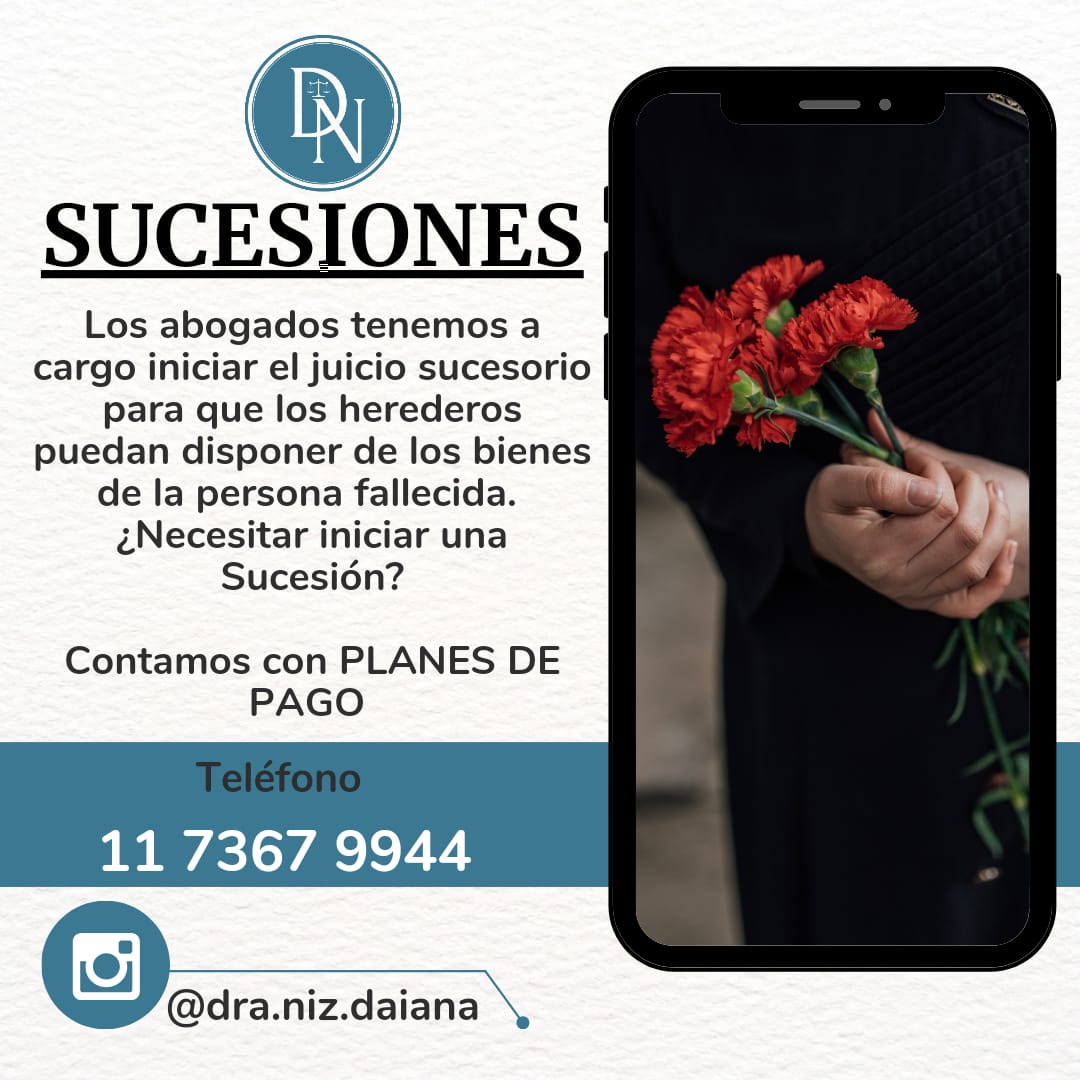 DN
SUCESIONES
Los abogados tenemos a
cargo iniciar el juicio sucesorio
para que los herederos
puedan disponer de los bienes
de la persona fallecida.
¿Necesitar iniciar una
Sucesión?
Contamos con PLANES DE
PAGO
Teléfono
11 7367 9944
@dra.niz.daiana